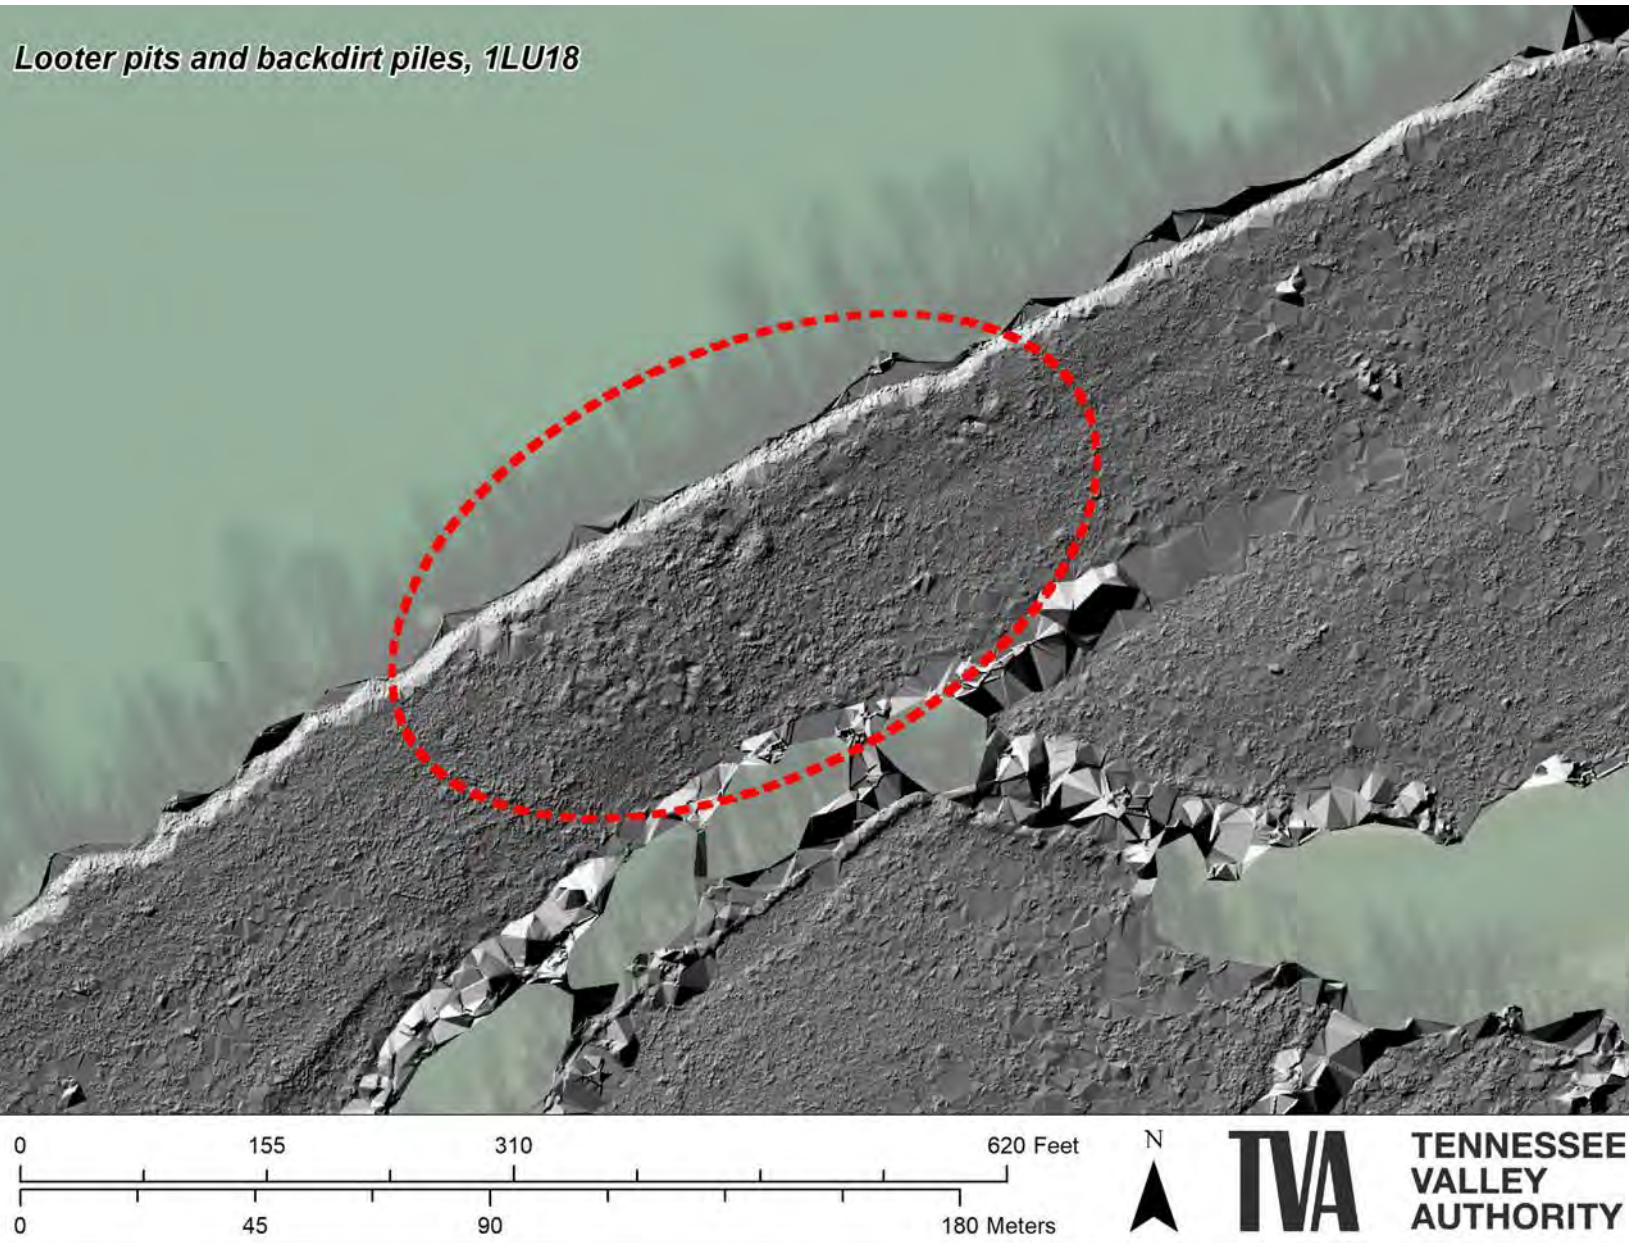 Looter pits and backdirt piles, 1LU18
0 155 310 620 Feet
0 45 90 180 Meters
N
TVA
TENNESSEE
VALLEY
AUTHORITY